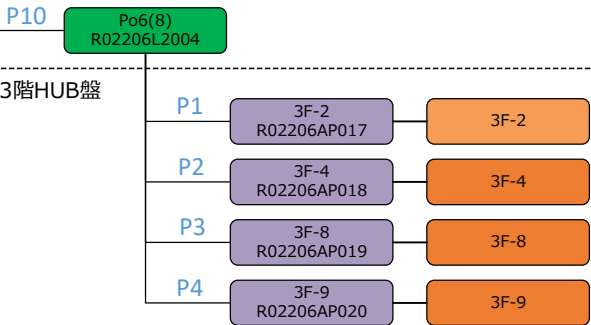 P10
Po6(8)
R02206L2004
3階HUB盤
P1
3F-2
R02206AP017
3F-2
P2
3F-4
R02206AP018
3F-4
P3
3F-8
R02206AP019
3F-8
P4
3F-9
R02206AP020
3F-9